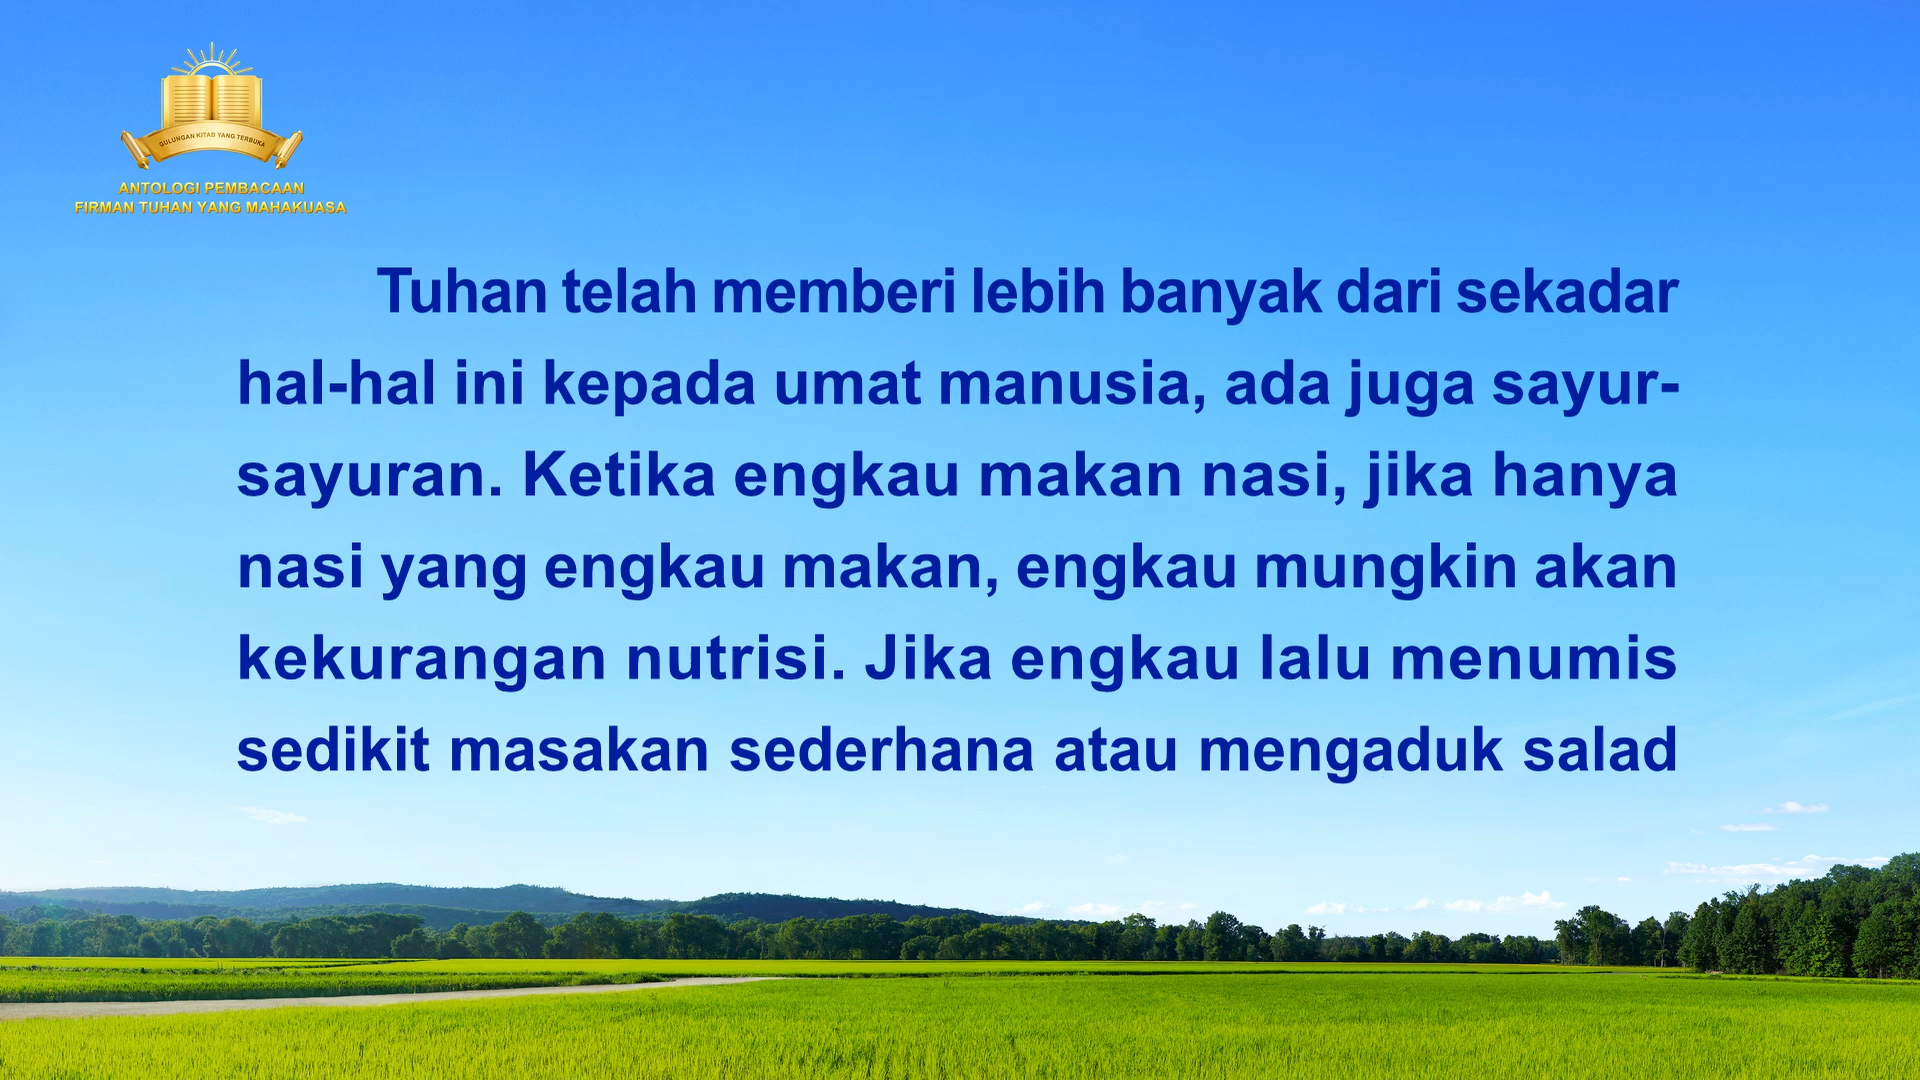 GULUNGAN KITAB YANG TERBUKA
ANTOLOGI PEMBACAAN
FIRMAN TUHAN YANG MAHAKUASA
Tuhan telah memberi lebih banyak dari sekadar
hal-hal ini kepada umat manusia, ada juga sayur-
sayuran. Ketika engkau makan nasi, jika hanya
nasi yang engkau makan, engkau mungkin akan
kekurangan nutrisi. Jika engkau lalu menumis
sedikit masakan sederhana atau mengaduk salad